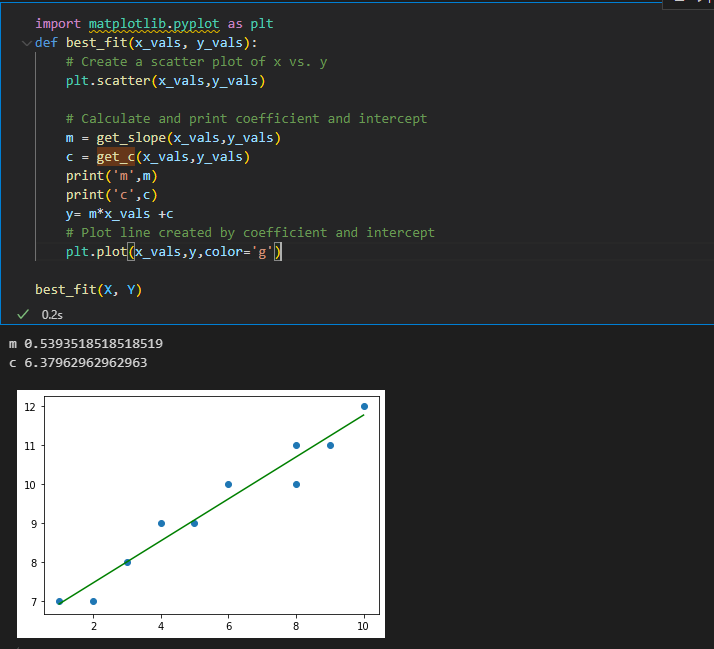 import matplotlib.pyplot as plt
def best_fit(x_vals, y_vals):
    # Create a scatter plot of x vs. y
    plt.scatter(x_vals,y_vals)

    # Calculate and print coefficient and intercept
    m = get_slope(x_vals,y_vals)
    c = get_c(x_vals,y_vals)
    print('m',m)
    print('c',c)
    y= m*x_vals +c
    # Plot line created by coefficient and intercept
    plt.plot(x_vals,y,color='g')

best_fit(X, Y)
0.2s
m 0.5393518518518519
c 6.37962962962963
12
11
10
9
8
7
2 4 6 8 10